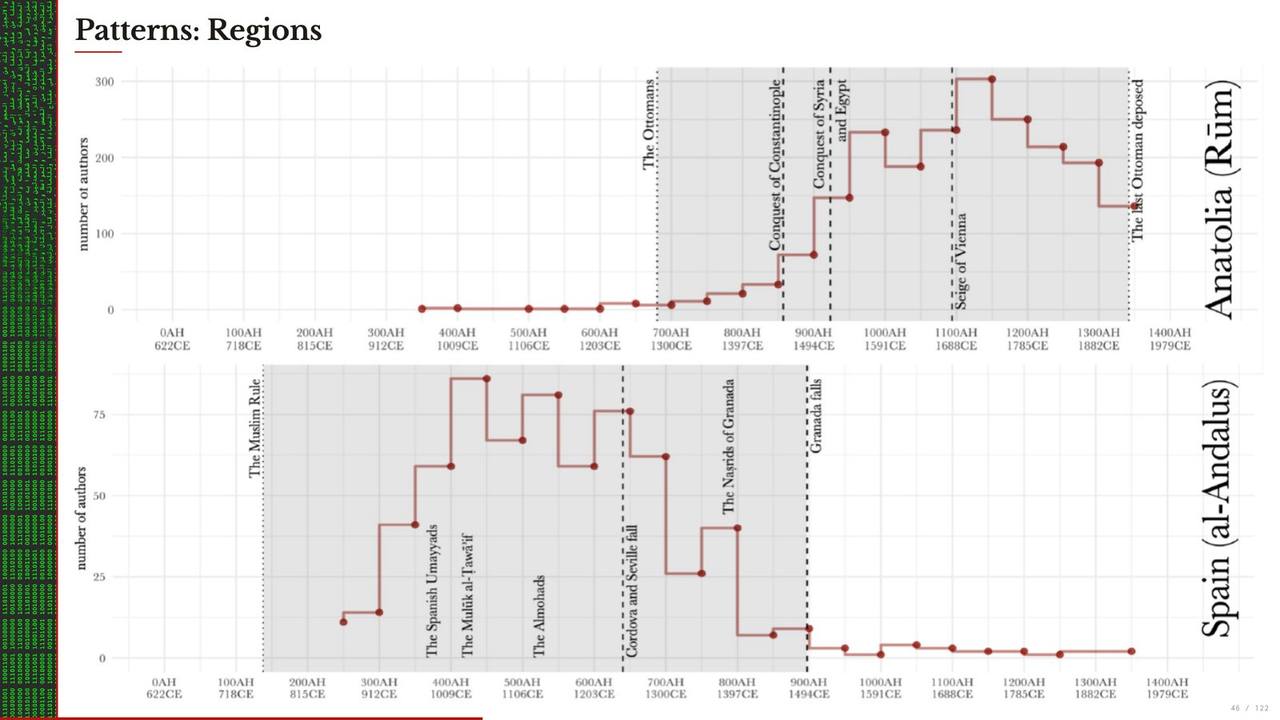 Patterns: Regions
number of authors
300
200
100
0
The Ottomans
Conquest of Constantinople
Conquest of Syria
and Egypt
Seige of Vienna
The last Ottoman deposed
Anatolia (Rūm)
0AH 100AH 200AH 300AH 400AH 500AH 600AH 700AH 800AH 900AH 1000AH 1100AH 1200AH 1300AH 1400AH
622CE 718CE 815CE 912CE 1009CE 1106CE 1203CE 1300CE 1397CE 1494CE 1591CE 1688CE 1785CE 1882CE 1979CE
number of authors
75
50
25
0
The Muslim Rule
The Spanish Umayyads
The Mulūk al-Ṭawāʾif
The Almohads
Cordova and Seville fall
The Naṣrids of Granada
Granada falls
Spain (al-Andalus)
0AH 100AH 200AH 300AH 400AH 500AH 600AH 700AH 800AH 900AH 1000AH 1100AH 1200AH 1300AH 1400AH
622CE 718CE 815CE 912CE 1009CE 1106CE 1203CE 1300CE 1397CE 1494CE 1591CE 1688CE 1785CE 1882CE 1979CE
46 / 122